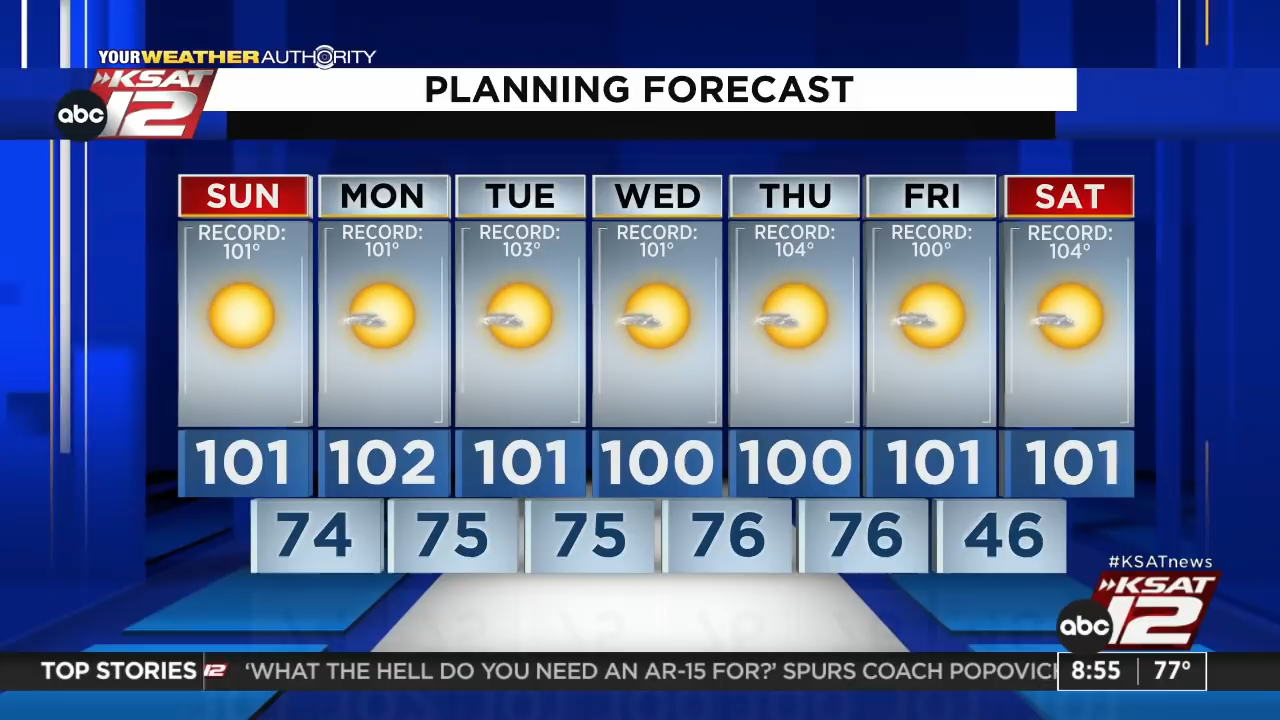 YOURWEATHERAUTHORITY
KSAT
abc 12
PLANNING FORECAST
SUN MON TUE WED THU FRI SAT
RECORD: RECORD: RECORD: RECORD: RECORD: RECORD: RECORD:
101° 101° 103° 101° 104° 100° 104°
101 102 101 100 100 101 101
74 75 75 76 76 46
#KSATnews
KSAT
abc 12
TOP STORIES 12 ‘WHAT THE HELL DO YOU NEED AN AR-15 FOR?’ SPURS COACH POPOVICH 8:55 77°